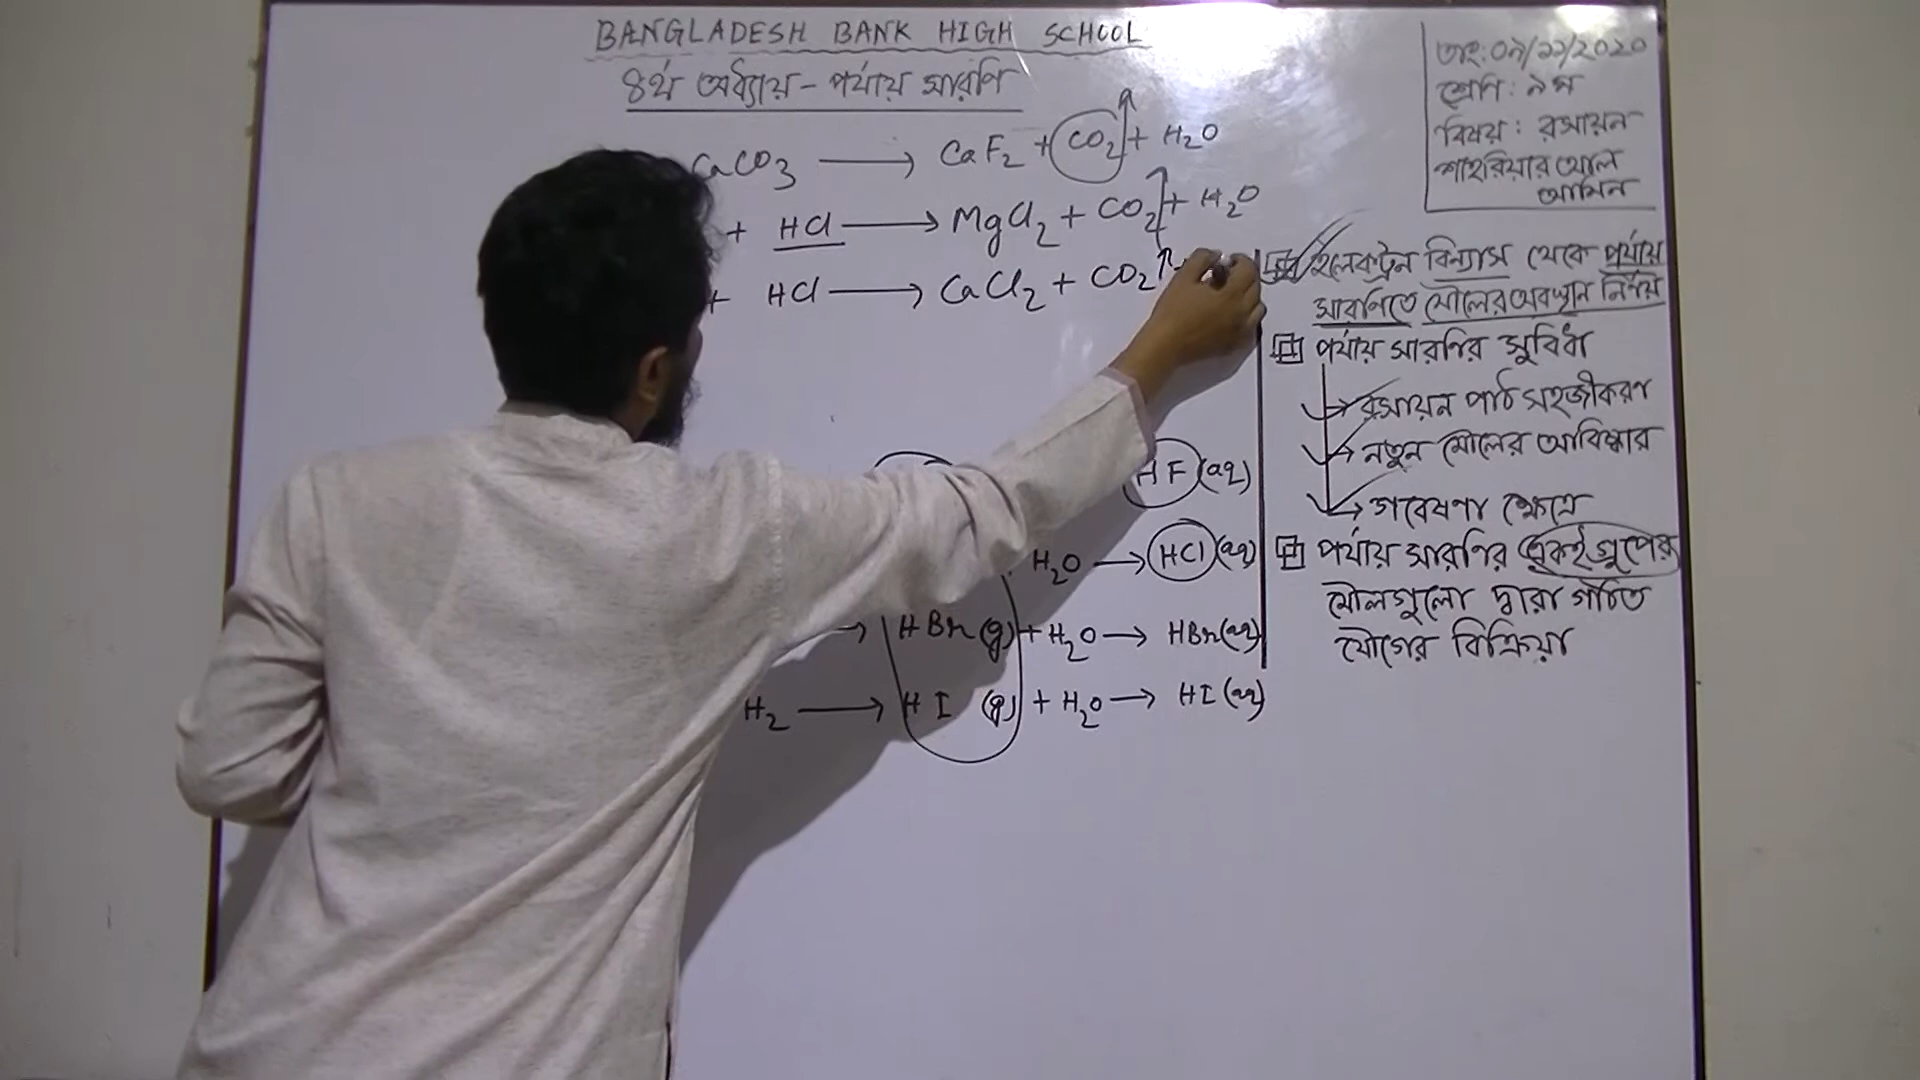 BANGLADESH BANK HIGH SCHOOL
৪র্থ অধ্যায় - পর্যায় সারণি
CaCO3 ⟶ CaF2 + CO2↑ + H2O
+ HCl ⟶ MgCl2 + CO2↑ + H2O
+ HCl ⟶ CaCl2 + CO2↑ +
HF (aq)
H2O ⟶ HCl (aq)
⟶ HBr (g) + H2O ⟶ HBr (aq)
H2 ⟶ HI (g) + H2O ⟶ HI (aq)
তাং: ০৯/১১/২০২০
শ্রেণি: ৯ম
বিষয়: রসায়ন
শাহরিয়ার আল
আমিন
ইলেকট্রন বিন্যাস থেকে পর্যায়
সারণিতে মৌলের অবস্থান নির্ণয়
পর্যায় সারণির সুবিধা
→ রসায়ন পাঠ সহজীকরণ
→ নতুন মৌলের আবিষ্কার
→ গবেষণা ক্ষেত্রে
পর্যায় সারণির একই গ্রুপের
মৌলগুলো দ্বারা গঠিত
যৌগের বিক্রিয়া